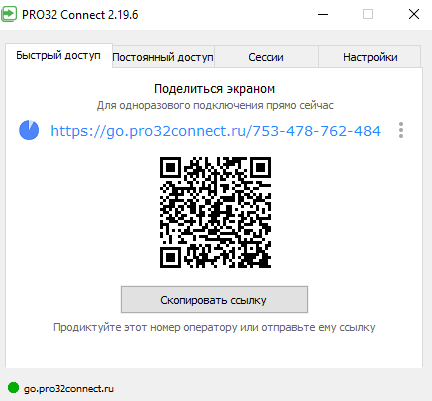 PRO32 Connect 2.19.6
Быстрый доступ Постоянный доступ Сессии Настройки
Поделиться экраном
Для одноразового подключения прямо сейчас
https://go.pro32connect.ru/753-478-762-484
Скопировать ссылку
Продиктуйте этот номер оператору или отправьте ему ссылку
go.pro32connect.ru